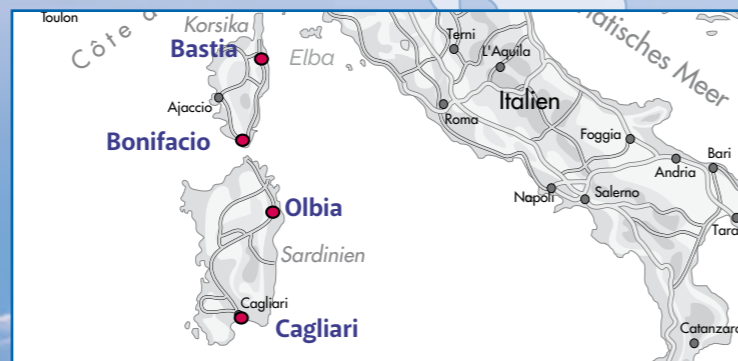 Toulon
Korsika
Terni
Côte d
atisches Meer
Bastia
Elba
L'Aquila
Italien
Ajaccio
Roma
Bonifacio
Foggia
Bari
Andria
Napoli
Salerno
Olbia
Tara
Sardinien
Cagliari
Cagliari
Catanzaro